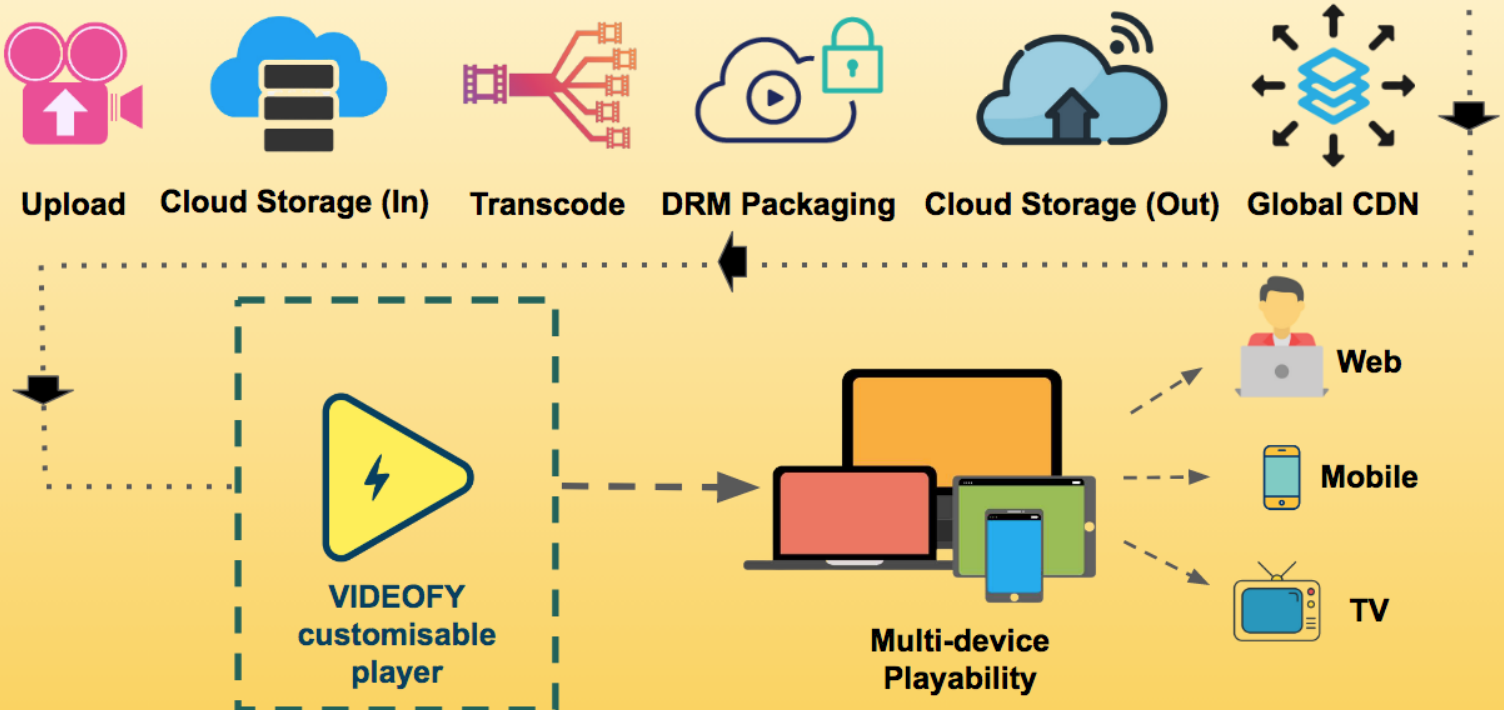 Upload
Cloud Storage (In)
Transcode
DRM Packaging
Cloud Storage (Out)
Global CDN
VIDEOFY
customisable
player
Multi-device
Playability
Web
Mobile
TV